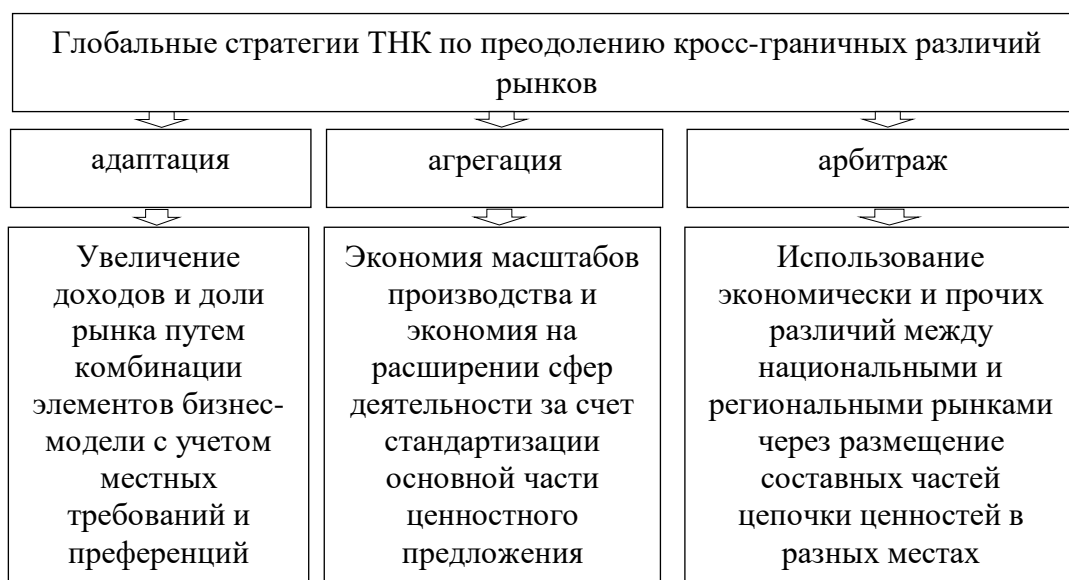 Глобальные стратегии ТНК по преодолению кросс-граничных различий
рынков
адаптация
агрегация
арбитраж
Увеличение
доходов и доли
рынка путем
комбинации
элементов бизнес-
модели с учетом
местных
требований и
преференций
Экономия масштабов
производства и
экономия на
расширении сфер
деятельности за счет
стандартизации
основной части
ценностного
предложения
Использование
экономически и прочих
различий между
национальными и
региональными рынками
через размещение
составных частей
цепочки ценностей в
разных местах